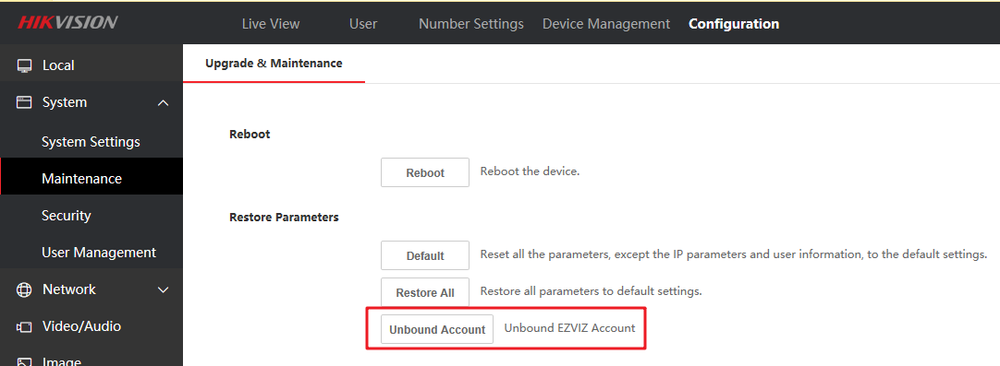 HIKVISION Live View User Number Settings Device Management Configuration
Local
System
System Settings
Maintenance
Security
User Management
Network
Video/Audio
Image
Upgrade & Maintenance
Reboot
Reboot Reboot the device.
Restore Parameters
Default Reset all the parameters, except the IP parameters and user information, to the default settings.
Restore All Restore all parameters to default settings.
Unbound Account Unbound EZVIZ Account